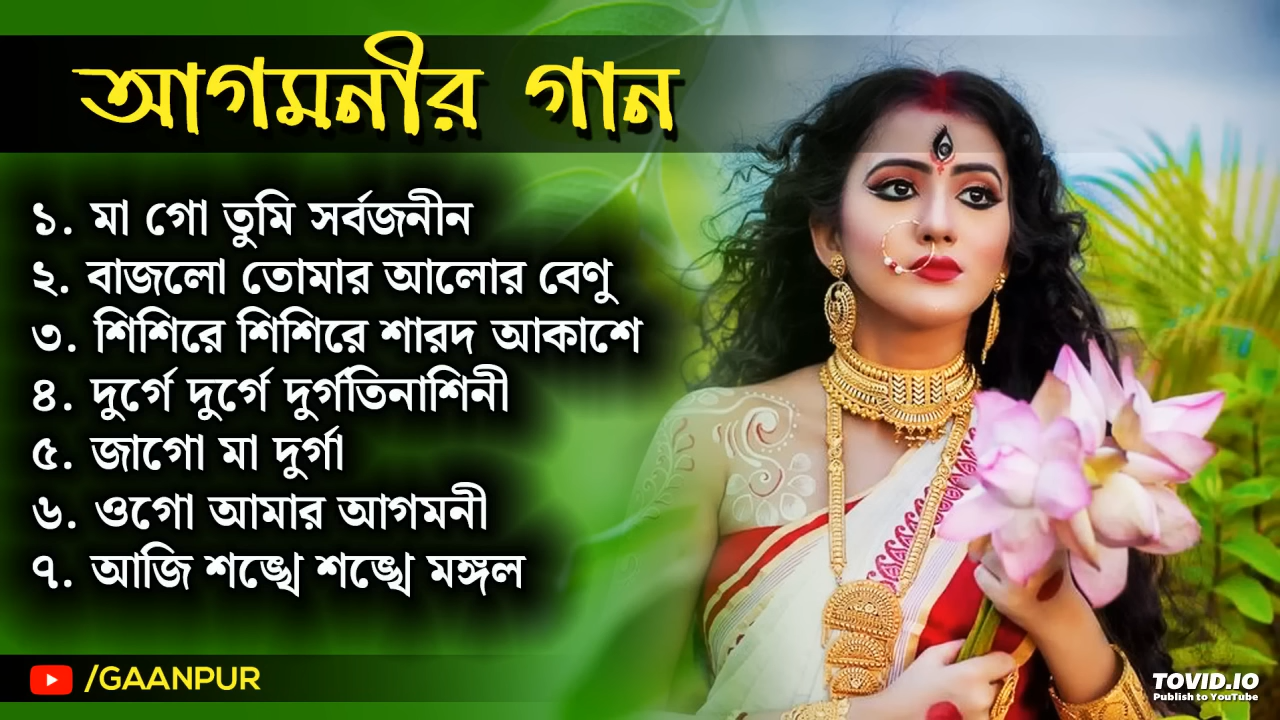 আগমনীর গান
১. মা গো তুমি সর্বজনীন
২. বাজলো তোমার আলোর বেণু
৩. শিশিরে শিশিরে শারদ আকাশে
৪. দুর্গে দুর্গে দুর্গতিনাশিনী
৫. জাগো মা দুর্গা
৬. ওগো আমার আগমনী
৭. আজি শঙ্খে শঙ্খে মঙ্গল
/GAANPUR
TOVID.IO
Publish to YouTube